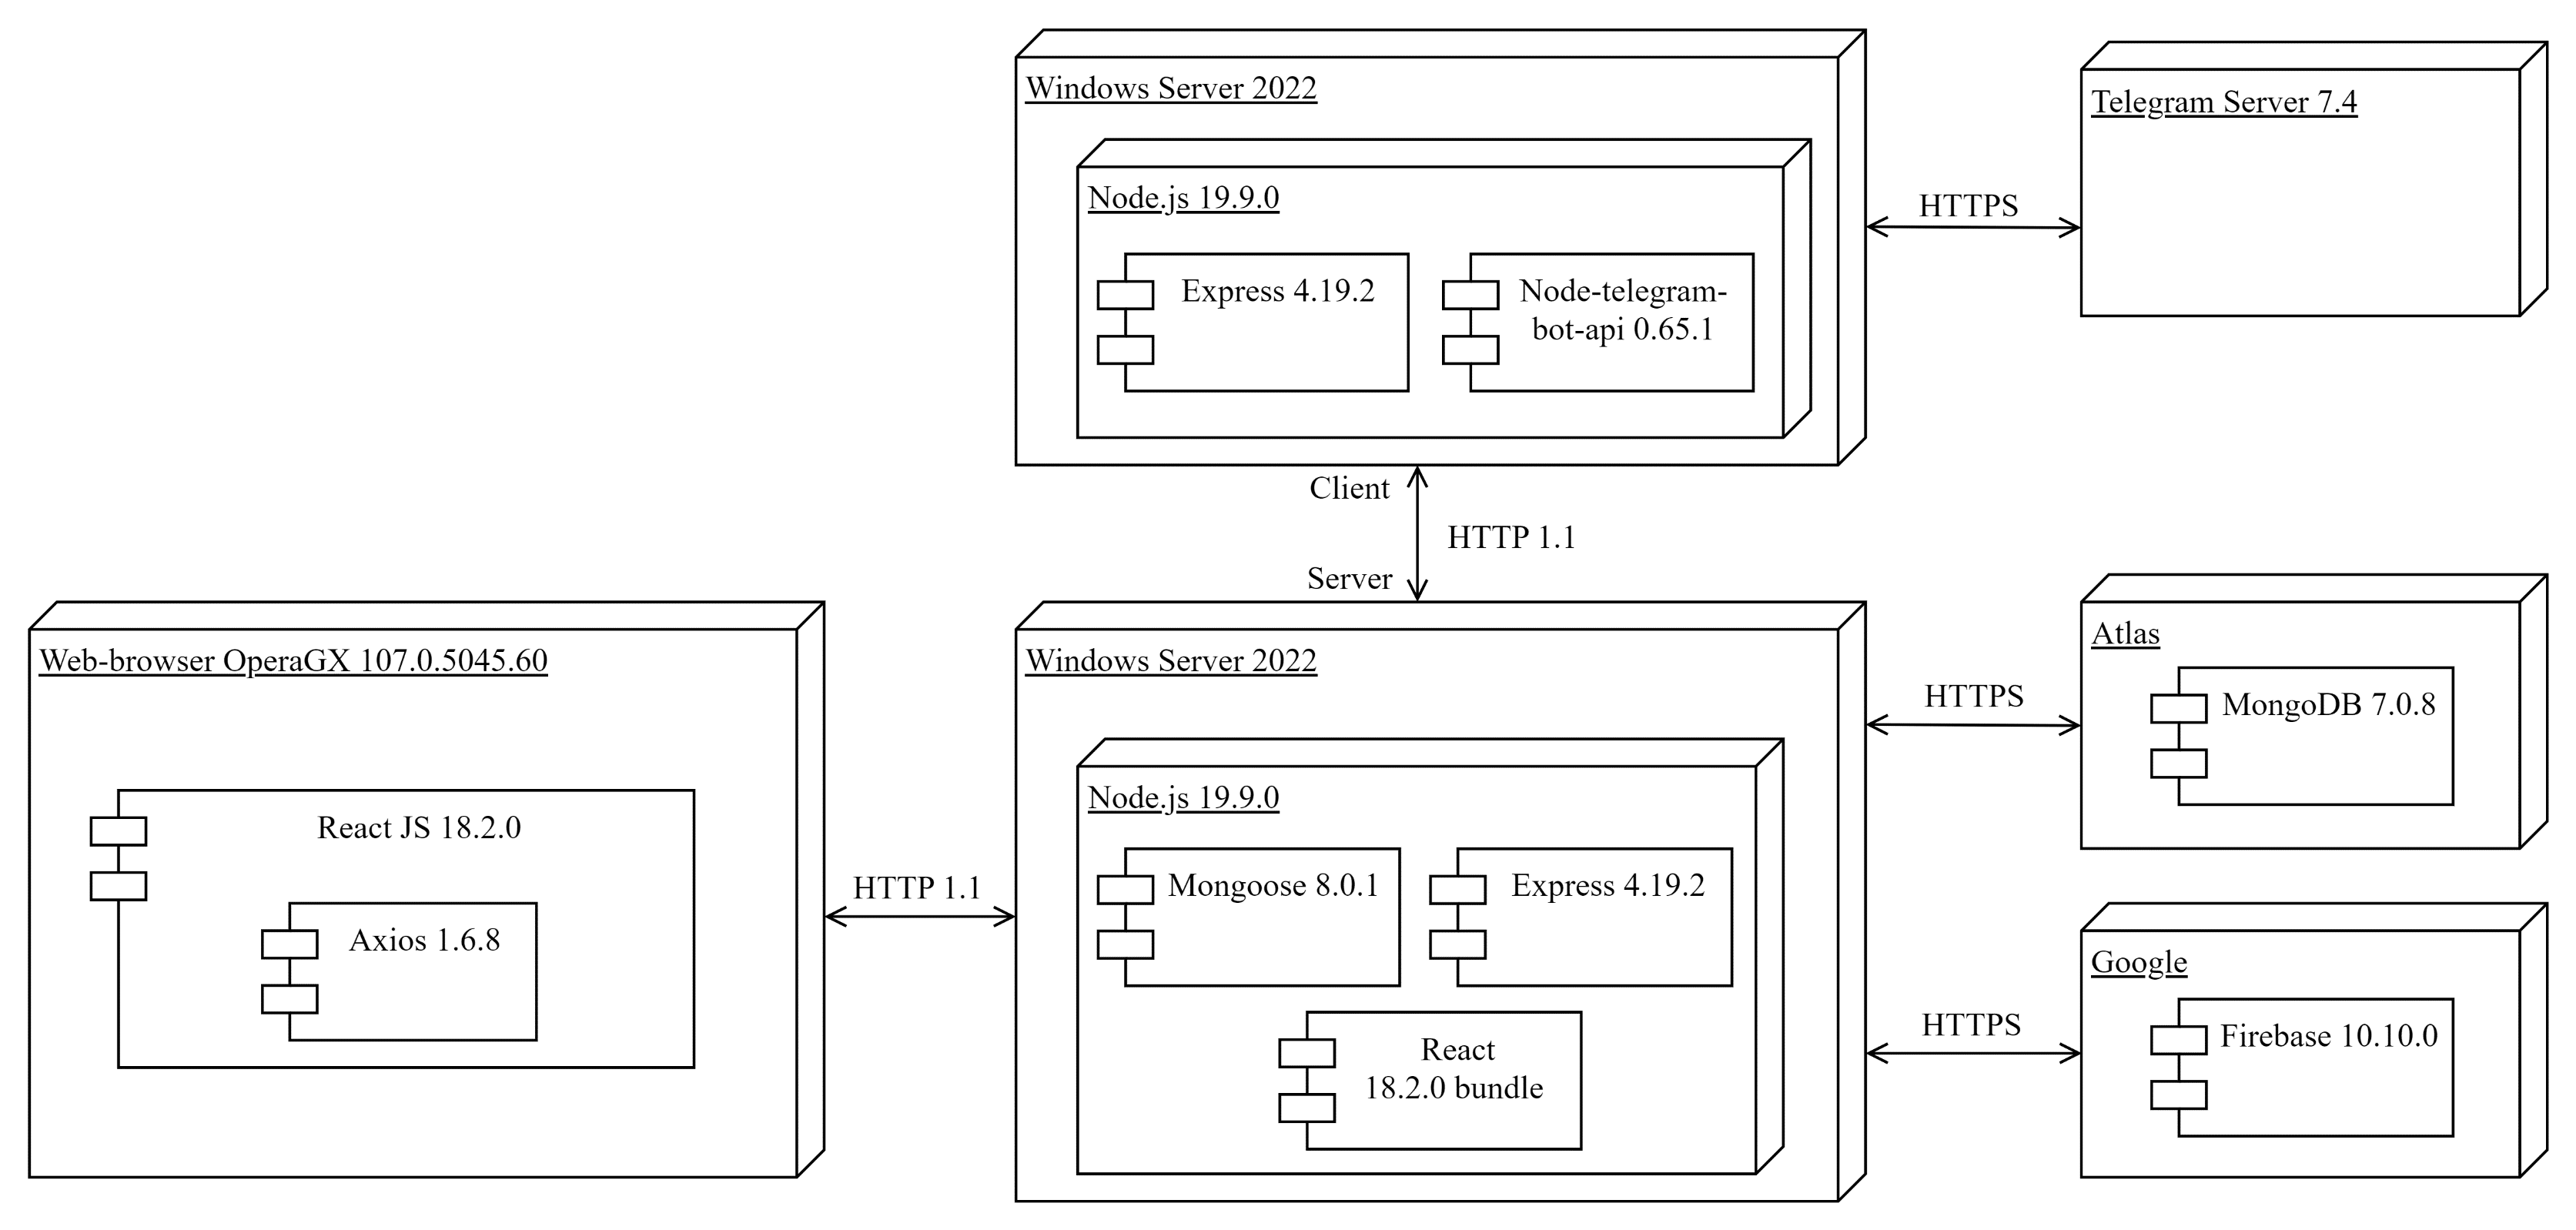 Windows Server 2022
Node.js 19.9.0
Express 4.19.2
Node-telegram-
bot-api 0.65.1
HTTPS
Telegram Server 7.4
Client
HTTP 1.1
Server
Web-browser OperaGX 107.0.5045.60
React JS 18.2.0
Axios 1.6.8
HTTP 1.1
Windows Server 2022
Node.js 19.9.0
Mongoose 8.0.1
Express 4.19.2
React
18.2.0 bundle
HTTPS
Atlas
MongoDB 7.0.8
HTTPS
Google
Firebase 10.10.0